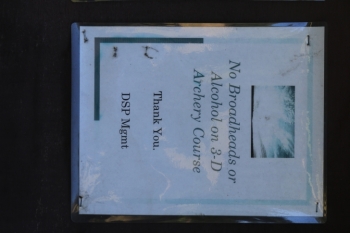 No Broadheads or
Alcohol on 3-D
Archery Course
Thank You.
DSP Mgmt